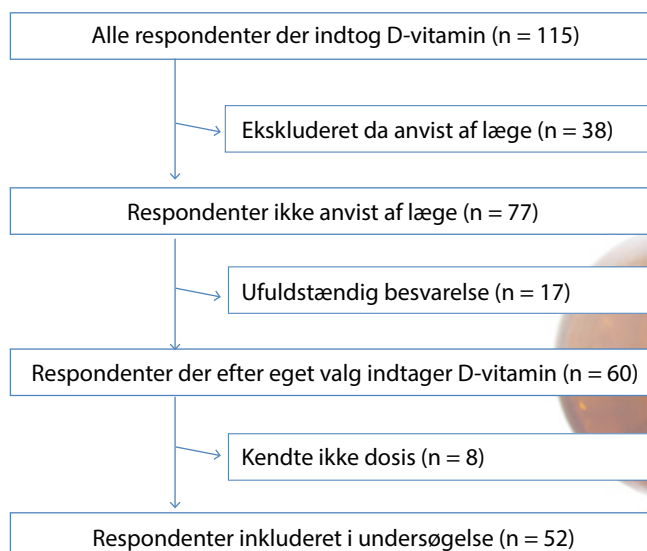 Alle respondenter der indtog D-vitamin (n = 115)
Ekskluderet da anvist af læge (n = 38)
Respondenter ikke anvist af læge (n = 77)
Ufuldstændig besvarelse (n = 17)
Respondenter der efter eget valg indtager D-vitamin (n = 60)
Kendte ikke dosis (n = 8)
Respondenter inkluderet i undersøgelse (n = 52)